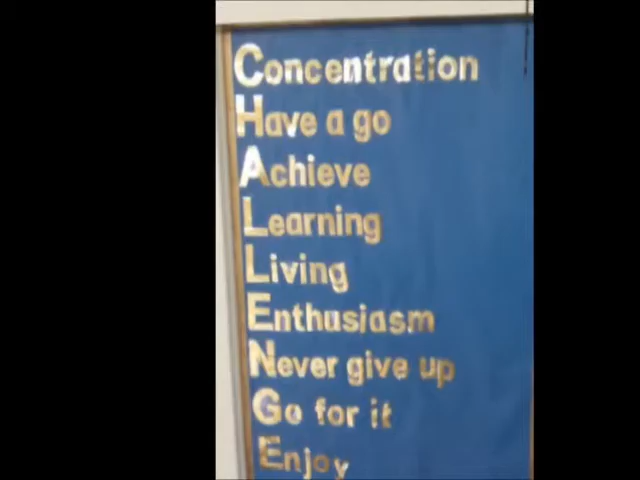 Concentration
Have a go
Achieve
Learning
Living
Enthusiasm
Never give up
Go for it
Enjoy